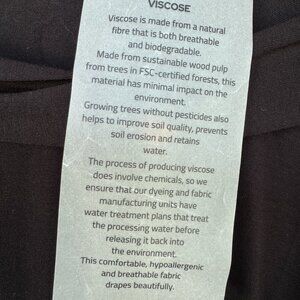 VISCOSE
Viscose is made from a natural
fibre that is both breathable
and biodegradable.
Made from sustainable wood pulp
from trees in FSC-certified forests, this
material has minimal impact on the
environment.
Growing trees without pesticides also
helps to improve soil quality, prevents
soil erosion and retains
water.
The process of producing viscose
does involve chemicals, so we
ensure that our dyeing and fabric
manufacturing units have
water treatment plans that treat
the processing water before
releasing it back into
the environment.
This comfortable, hypoallergenic
and breathable fabric
drapes beautifully.